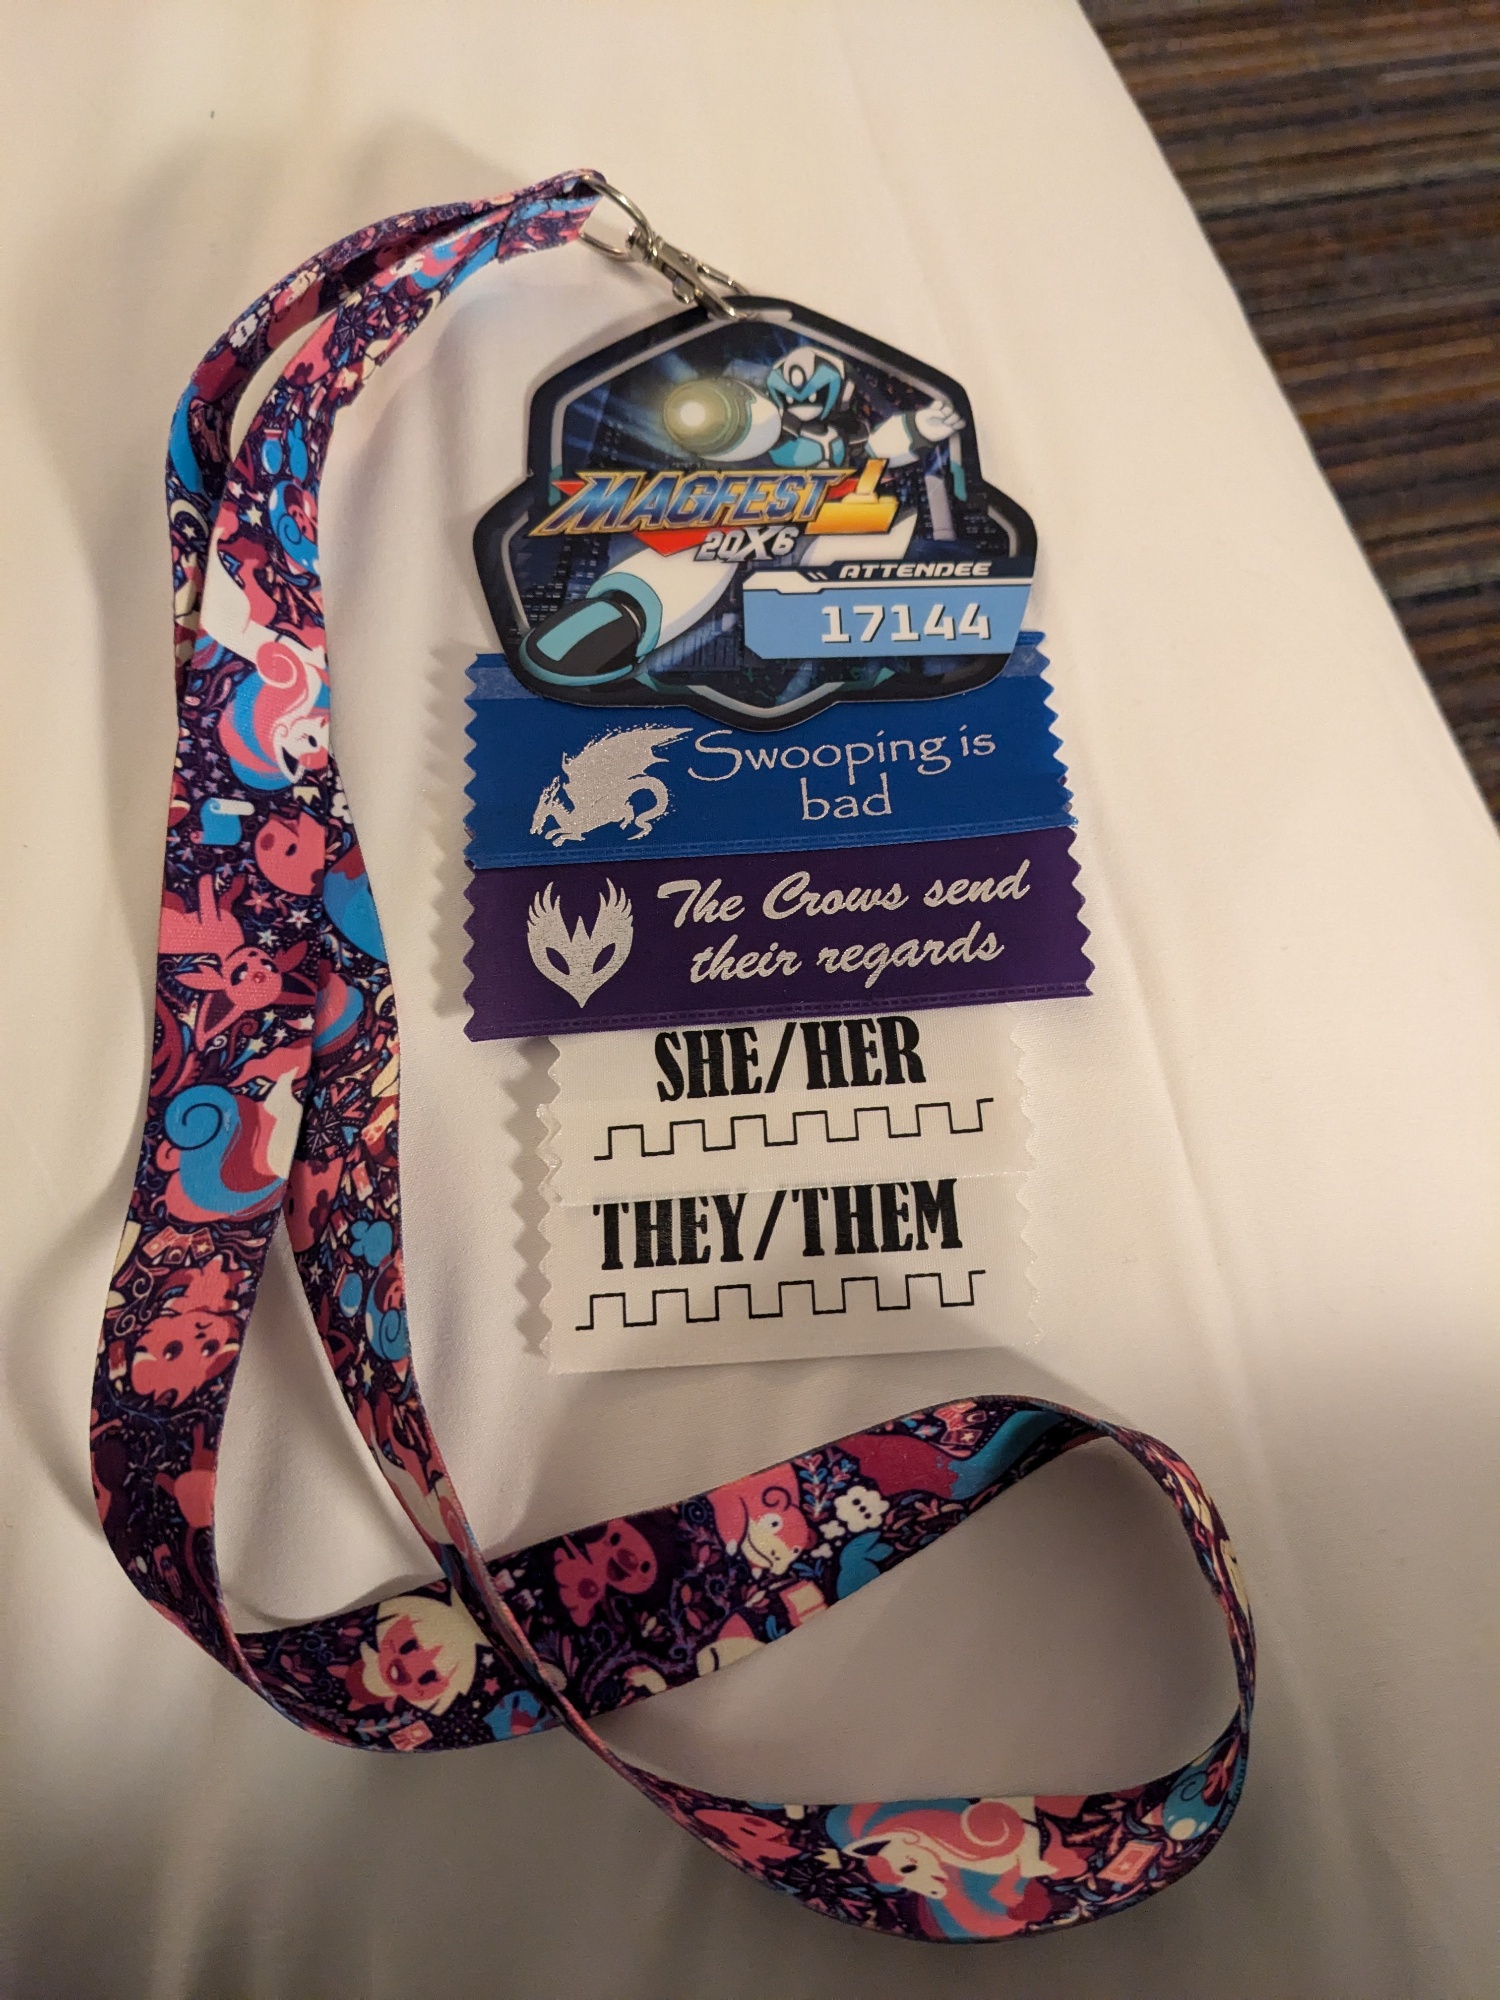 MAGFEST
20X6
ATTENDEE
17144
Swooping is
bad
The Crows send
their regards
SHE/HER
THEY/THEM